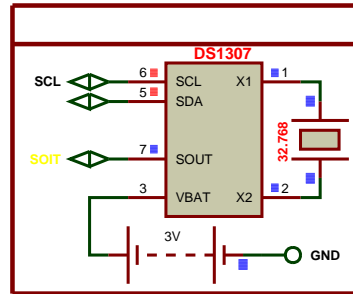 DS1307
SCL 6 SCL X1 1
5 SDA
32.768
SOIT 7 SOUT
3 VBAT X2 2
3V
GND